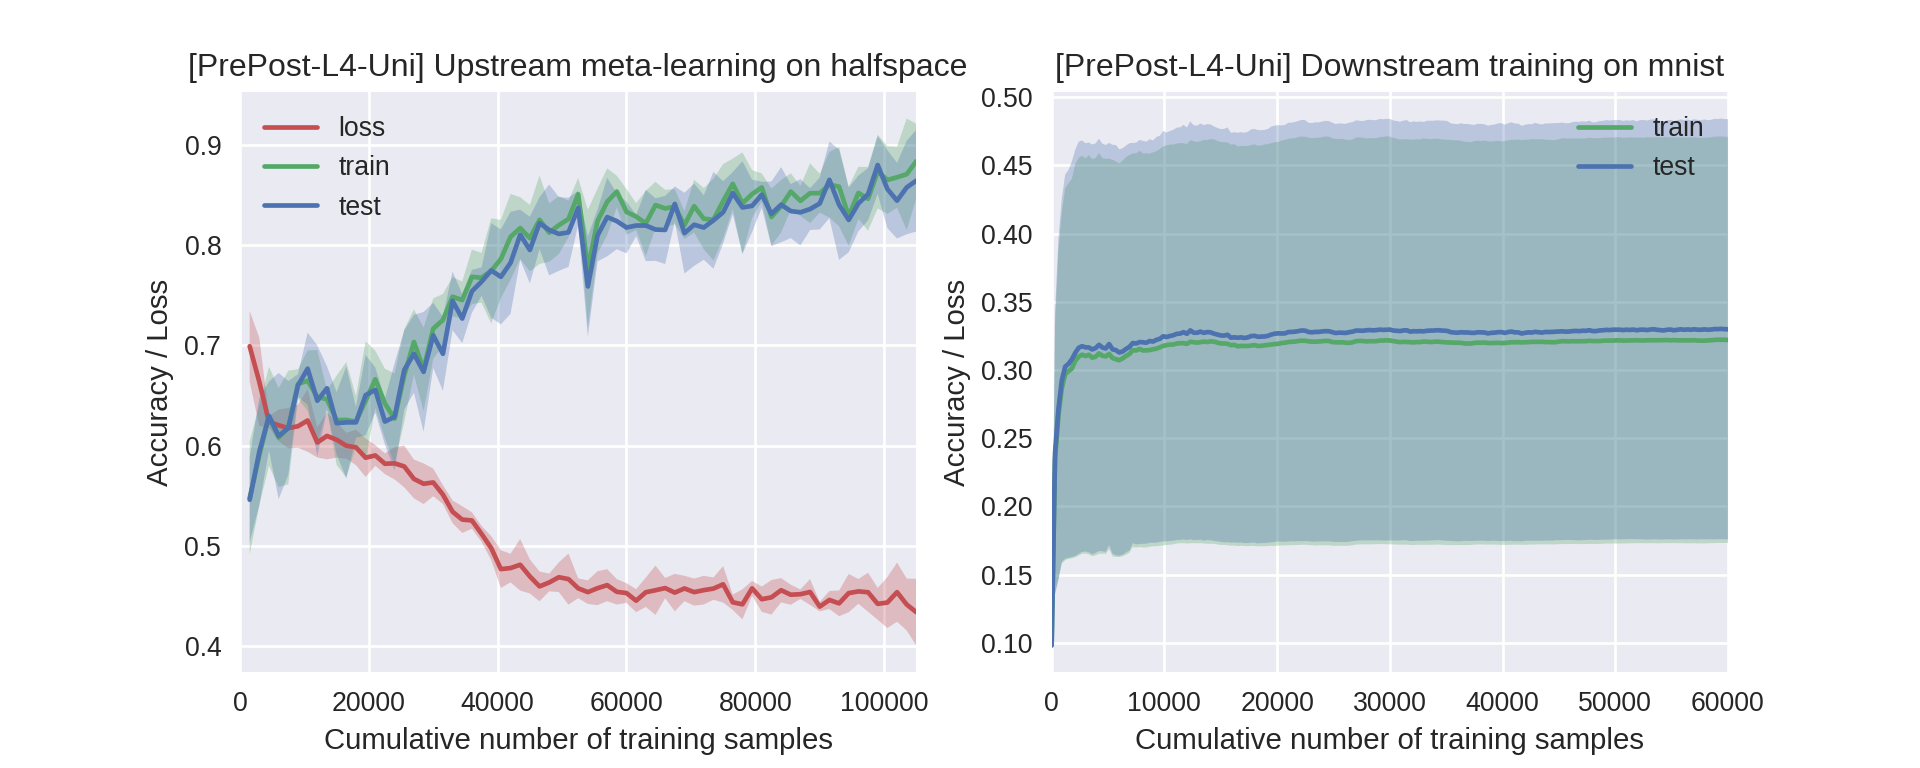 [PrePost-L4-Uni] Upstream meta-learning on halfspace
loss
train
test
0.9
0.8
0.7
0.6
0.5
0.4
Accuracy / Loss
0 20000 40000 60000 80000 100000
Cumulative number of training samples
[PrePost-L4-Uni] Downstream training on mnist
train
test
0.50
0.45
0.40
0.35
0.30
0.25
0.20
0.15
0.10
Accuracy / Loss
0 10000 20000 30000 40000 50000 60000
Cumulative number of training samples